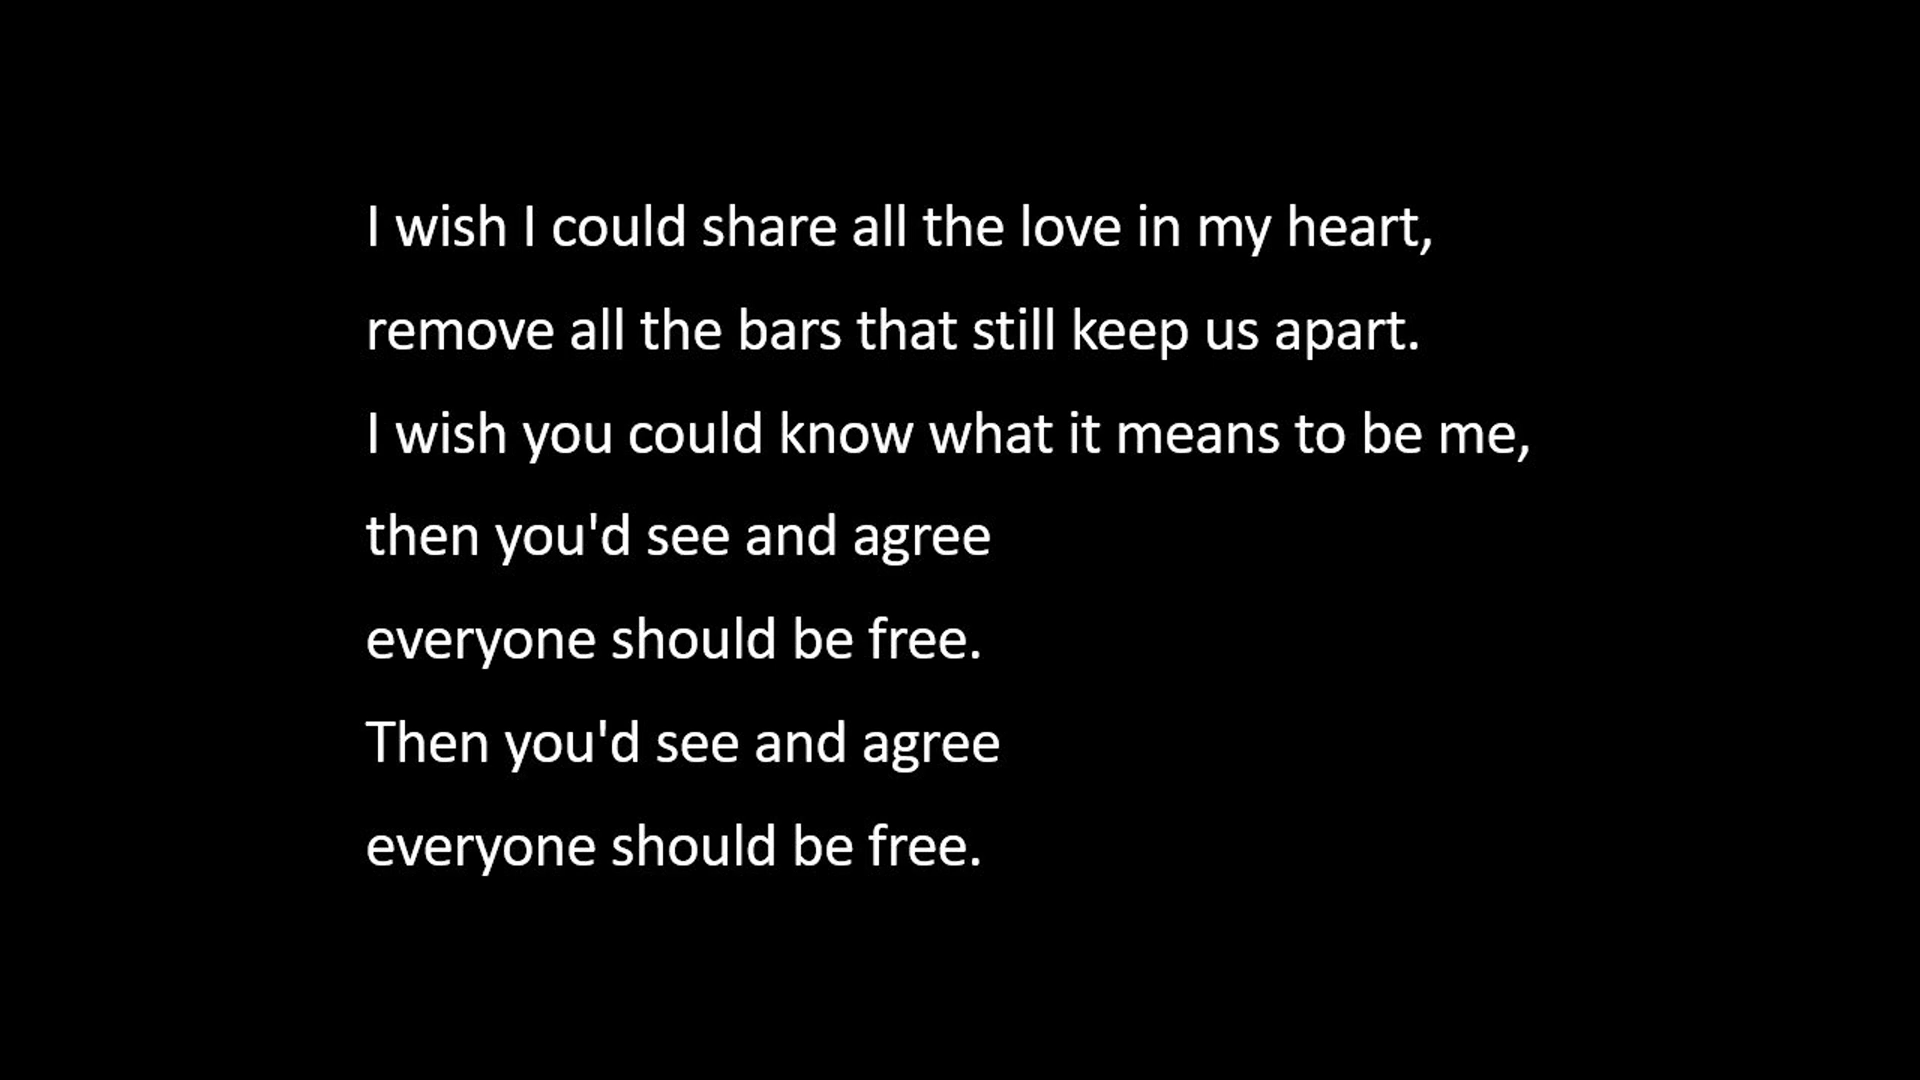 I wish I could share all the love in my heart,
remove all the bars that still keep us apart.
I wish you could know what it means to be me,
then you'd see and agree
everyone should be free.
Then you'd see and agree
everyone should be free.